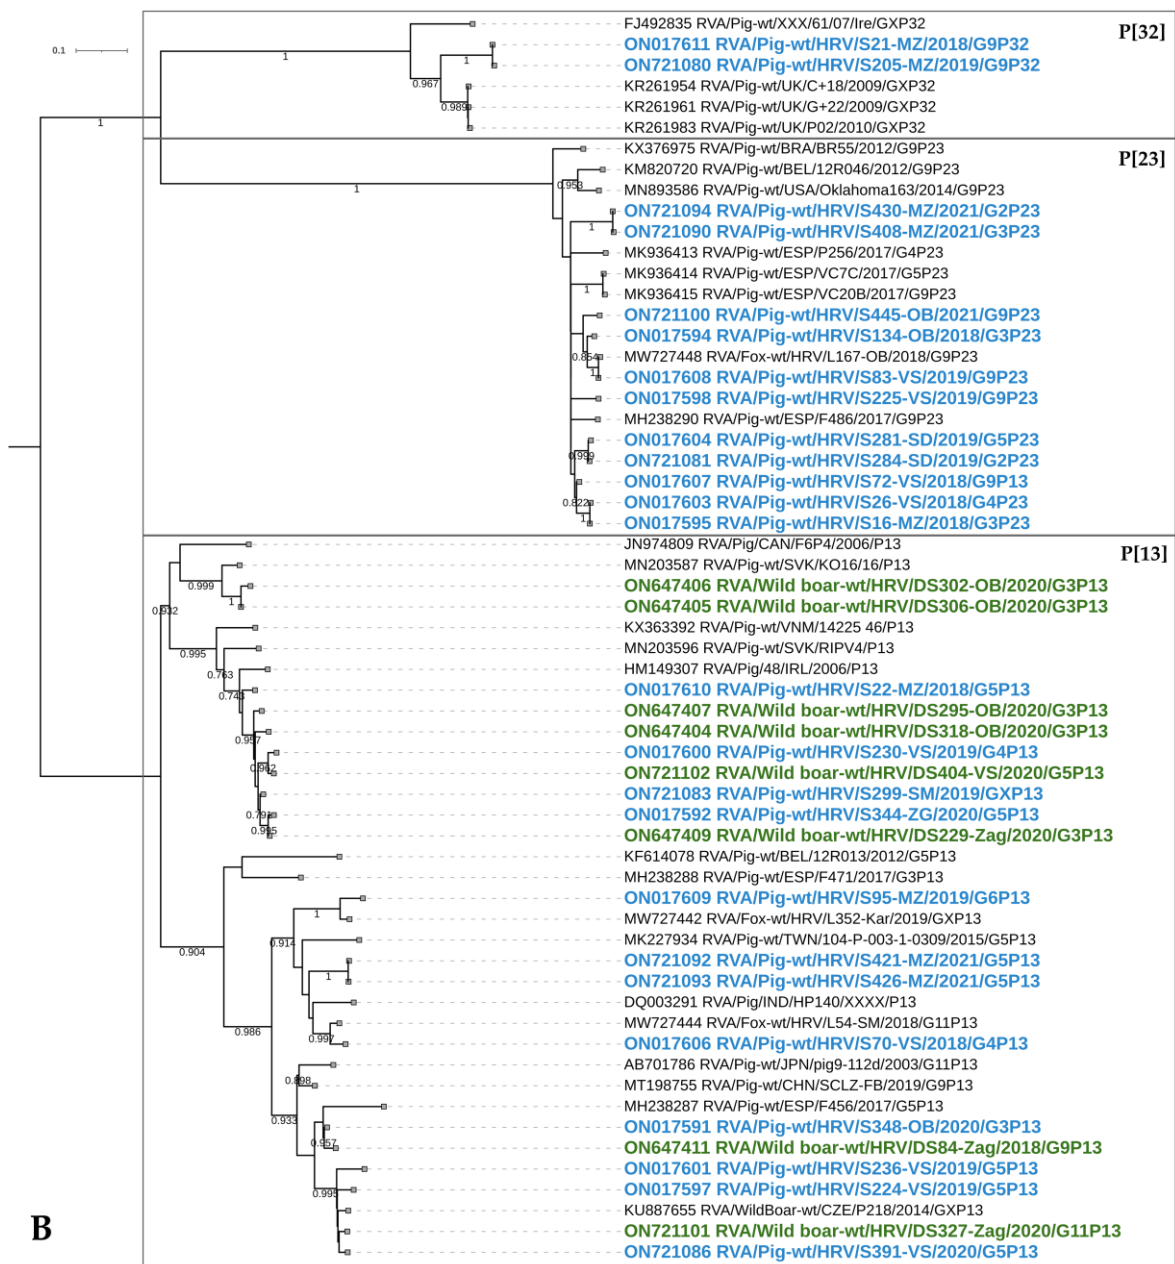 P[32]
0.1
FJ492835 RVA/Pig-wt/XXX/61/07/Ire/GXP32
ON017611 RVA/Pig-wt/HRV/S21-MZ/2018/G9P32
1
1
ON721080 RVA/Pig-wt/HRV/S205-MZ/2019/G9P32
0.967
KR261954 RVA/Pig-wt/UK/C+18/2009/GXP32
0.989
KR261961 RVA/Pig-wt/UK/G+22/2009/GXP32
1
KR261983 RVA/Pig-wt/UK/P02/2010/GXP32
P[23]
KX376975 RVA/Pig-wt/BRA/BR55/2012/G9P23
KM820720 RVA/Pig-wt/BEL/12R046/2012/G9P23
0.953
1
MN893586 RVA/Pig-wt/USA/Oklahoma163/2014/G9P23
ON721094 RVA/Pig-wt/HRV/S430-MZ/2021/G2P23
1
ON721090 RVA/Pig-wt/HRV/S408-MZ/2021/G3P23
MK936413 RVA/Pig-wt/ESP/P256/2017/G4P23
MK936414 RVA/Pig-wt/ESP/VC7C/2017/G5P23
1
MK936415 RVA/Pig-wt/ESP/VC20B/2017/G9P23
ON721100 RVA/Pig-wt/HRV/S445-OB/2021/G9P23
ON017594 RVA/Pig-wt/HRV/S134-OB/2018/G3P23
0.854
MW727448 RVA/Fox-wt/HRV/L167-OB/2018/G9P23
1
ON017608 RVA/Pig-wt/HRV/S83-VS/2019/G9P23
ON017598 RVA/Pig-wt/HRV/S225-VS/2019/G9P23
MH238290 RVA/Pig-wt/ESP/F486/2017/G9P23
ON017604 RVA/Pig-wt/HRV/S281-SD/2019/G5P23
0.999
ON721081 RVA/Pig-wt/HRV/S284-SD/2019/G2P23
ON017607 RVA/Pig-wt/HRV/S72-VS/2018/G9P13
0.822
ON017603 RVA/Pig-wt/HRV/S26-VS/2018/G4P23
1
ON017595 RVA/Pig-wt/HRV/S16-MZ/2018/G3P23
P[13]
JN974809 RVA/Pig/CAN/F6P4/2006/P13
MN203587 RVA/Pig-wt/SVK/KO16/16/P13
0.999
ON647406 RVA/Wild boar-wt/HRV/DS302-OB/2020/G3P13
1
0.932
ON647405 RVA/Wild boar-wt/HRV/DS306-OB/2020/G3P13
KX363392 RVA/Pig-wt/VNM/14225 46/P13
0.995
MN203596 RVA/Pig-wt/SVK/RIPV4/P13
0.763
HM149307 RVA/Pig/48/IRL/2006/P13
0.743
ON017610 RVA/Pig-wt/HRV/S22-MZ/2018/G5P13
ON647407 RVA/Wild boar-wt/HRV/DS295-OB/2020/G3P13
0.957
ON647404 RVA/Wild boar-wt/HRV/DS318-OB/2020/G3P13
ON017600 RVA/Pig-wt/HRV/S230-VS/2019/G4P13
ON721102 RVA/Wild boar-wt/HRV/DS404-VS/2020/G5P13
ON721083 RVA/Pig-wt/HRV/S299-SM/2019/GXP13
ON017592 RVA/Pig-wt/HRV/S344-ZG/2020/G5P13
0.995
ON647409 RVA/Wild boar-wt/HRV/DS229-Zag/2020/G3P13
KF614078 RVA/Pig-wt/BEL/12R013/2012/G5P13
MH238288 RVA/Pig-wt/ESP/F471/2017/G3P13
ON017609 RVA/Pig-wt/HRV/S95-MZ/2019/G6P13
1
MW727442 RVA/Fox-wt/HRV/L352-Kar/2019/GXP13
0.914
MK227934 RVA/Pig-wt/TWN/104-P-003-1-0309/2015/G5P13
0.904
ON721092 RVA/Pig-wt/HRV/S421-MZ/2021/G5P13
1
ON721093 RVA/Pig-wt/HRV/S426-MZ/2021/G5P13
DQ003291 RVA/Pig/IND/HP140/XXXX/P13
MW727444 RVA/Fox-wt/HRV/L54-SM/2018/G11P13
0.986
0.997
ON017606 RVA/Pig-wt/HRV/S70-VS/2018/G4P13
AB701786 RVA/Pig-wt/JPN/pig9-112d/2003/G11P13
0.898
MT198755 RVA/Pig-wt/CHN/SCLZ-FB/2019/G9P13
MH238287 RVA/Pig-wt/ESP/F456/2017/G5P13
0.933
ON017591 RVA/Pig-wt/HRV/S348-OB/2020/G3P13
0.957
ON647411 RVA/Wild boar-wt/HRV/DS84-Zag/2018/G9P13
ON017601 RVA/Pig-wt/HRV/S236-VS/2019/G5P13
ON017597 RVA/Pig-wt/HRV/S224-VS/2019/G5P13
KU887655 RVA/WildBoar-wt/CZE/P218/2014/GXP13
B
ON721101 RVA/Wild boar-wt/HRV/DS327-Zag/2020/G11P13
ON721086 RVA/Pig-wt/HRV/S391-VS/2020/G5P13